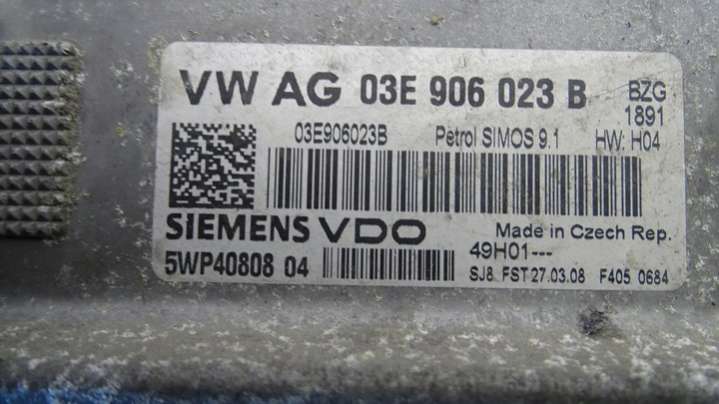 VW AG 03E 906 023 B BZG
1891
03E906023B Petrol SIMOS 9.1 HW: H04
SIEMENS VDO Made in Czech Rep.
5WP40808 04 49H01---
SJ8 FST 27.03.08 F405 0684